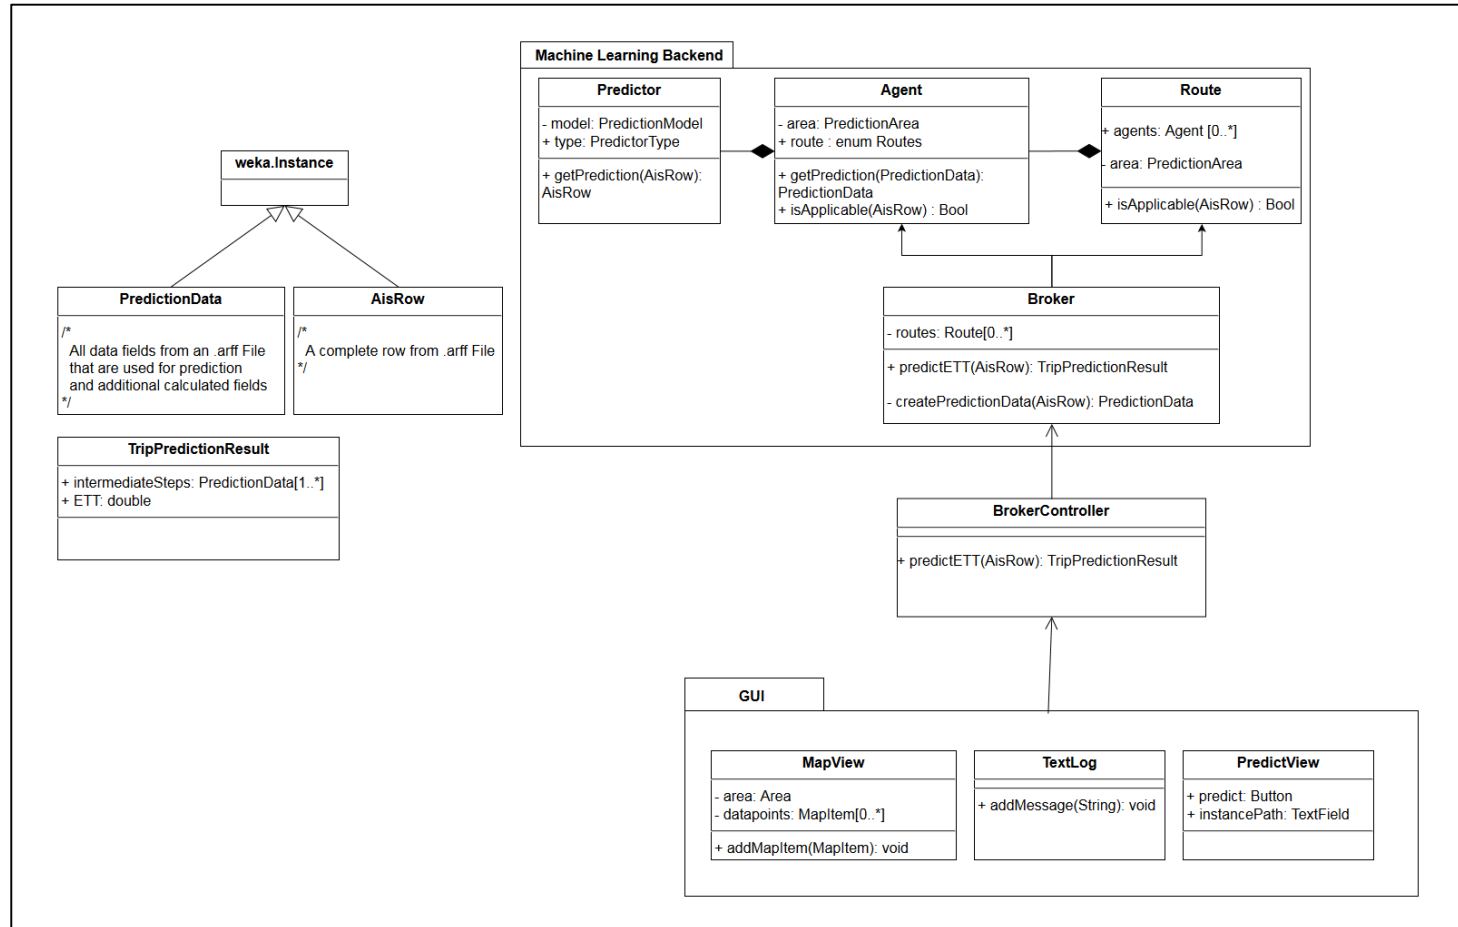 Machine Learning Backend
Predictor
- model: PredictionModel
+ type: PredictorType
+ getPrediction(AisRow):
AisRow
Agent
- area: PredictionArea
+ route : enum Routes
+ getPrediction(PredictionData):
PredictionData
+ isApplicable(AisRow) : Bool
Route
+ agents: Agent [0..*]
- area: PredictionArea
+ isApplicable(AisRow) : Bool
weka.Instance
PredictionData
/*
All data fields from an .arff File
that are used for prediction
and additional calculated fields
*/
AisRow
/*
A complete row from .arff File
*/
Broker
- routes: Route[0..*]
+ predictETT(AisRow): TripPredictionResult
- createPredictionData(AisRow): PredictionData
TripPredictionResult
+ intermediateSteps: PredictionData[1..*]
+ ETT: double
BrokerController
+ predictETT(AisRow): TripPredictionResult
GUI
MapView
- area: Area
- datapoints: MapItem[0..*]
+ addMapItem(MapItem): void
TextLog
+ addMessage(String): void
PredictView
+ predict: Button
+ instancePath: TextField